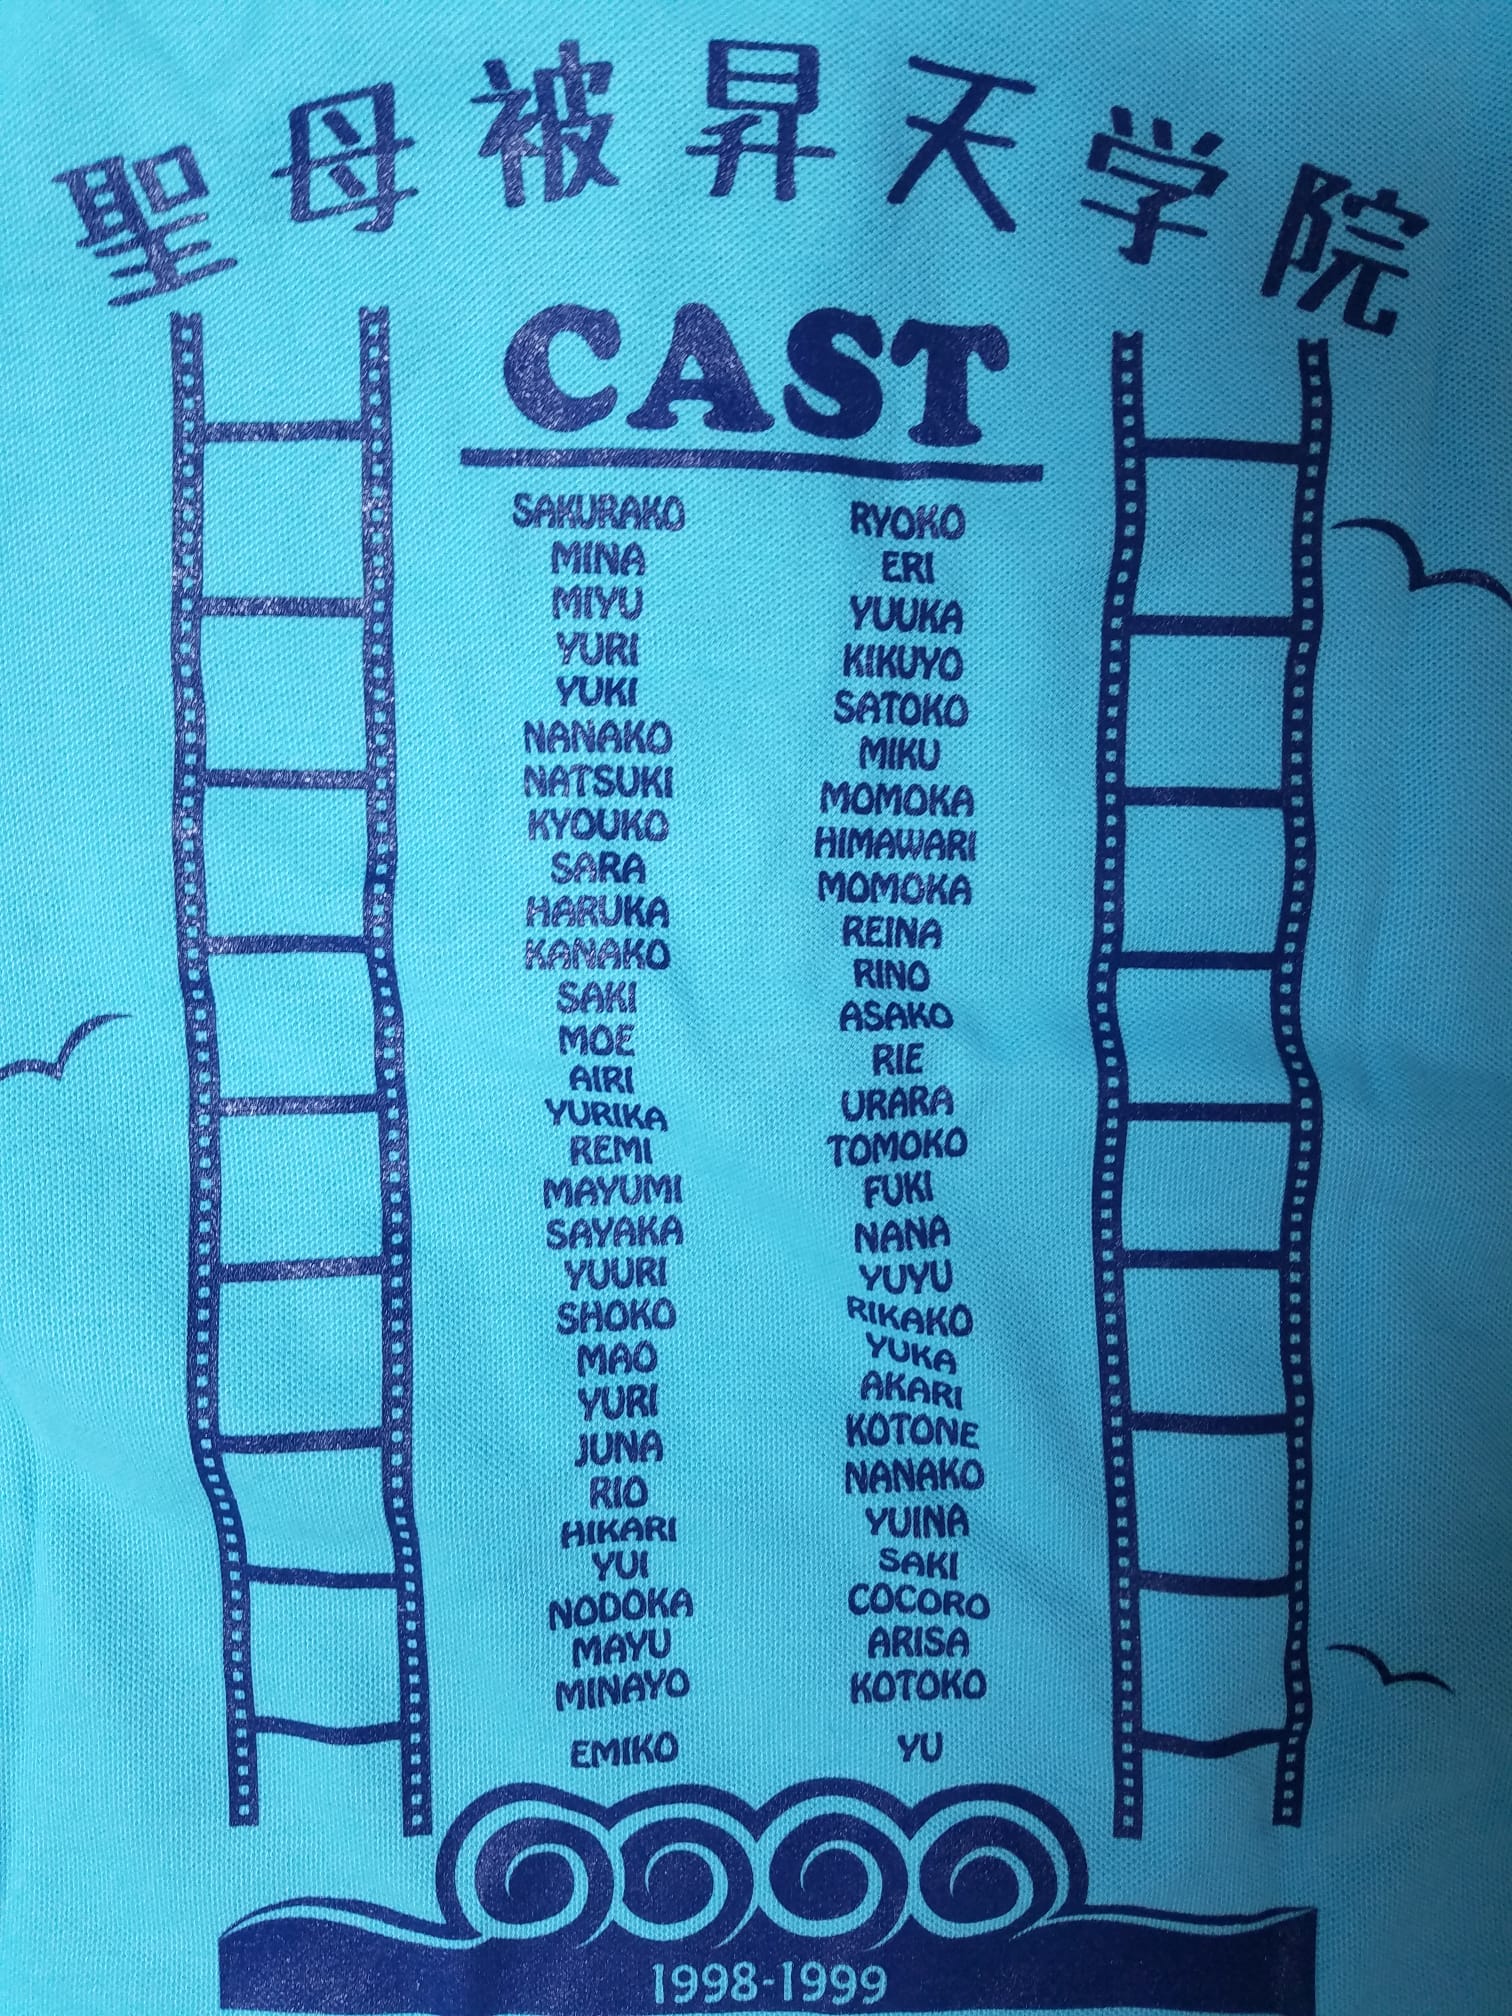 聖母被昇天学院
CAST
SAKURAKO
MINA
MIYU
YURI
YUKI
NANAKO
NATSUKI
KYOUKO
SARA
HARUKA
KANAKO
SAKI
MOE
AIRI
YURIKA
REMI
MAYUMI
SAYAKA
YUURI
SHOKO
MAO
YURI
JUNA
RIO
HIKARI
YUI
NODOKA
MAYU
MINAYO
EMIKO
RYOKO
ERI
YUUKA
KIKUYO
SATOKO
MIKU
MOMOKA
HIMAWARI
MOMOKA
REINA
RINO
ASAKO
RIE
URARA
TOMOKO
FUKI
NANA
YUYU
RIKAKO
YUKA
AKARI
KOTONE
NANAKO
YUINA
SAKI
COCORO
ARISA
KOTOKO
YU
1998-1999